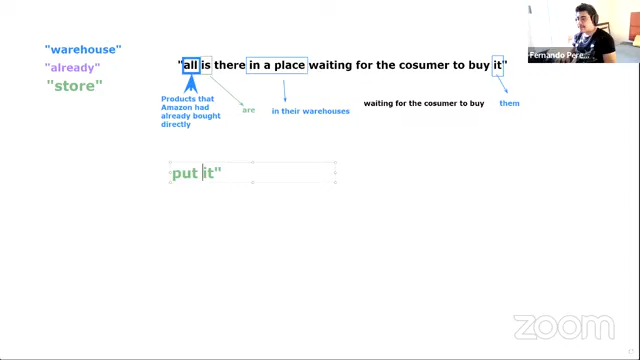 "warehouse"
"already"
"store"
"all is there in a place waiting for the cosumer to buy it"
Products that
Amazon had
already bought
directly
are
in their warehouses
waiting for the cosumer to buy
them
put it"
-Fernando Pere...
zoom